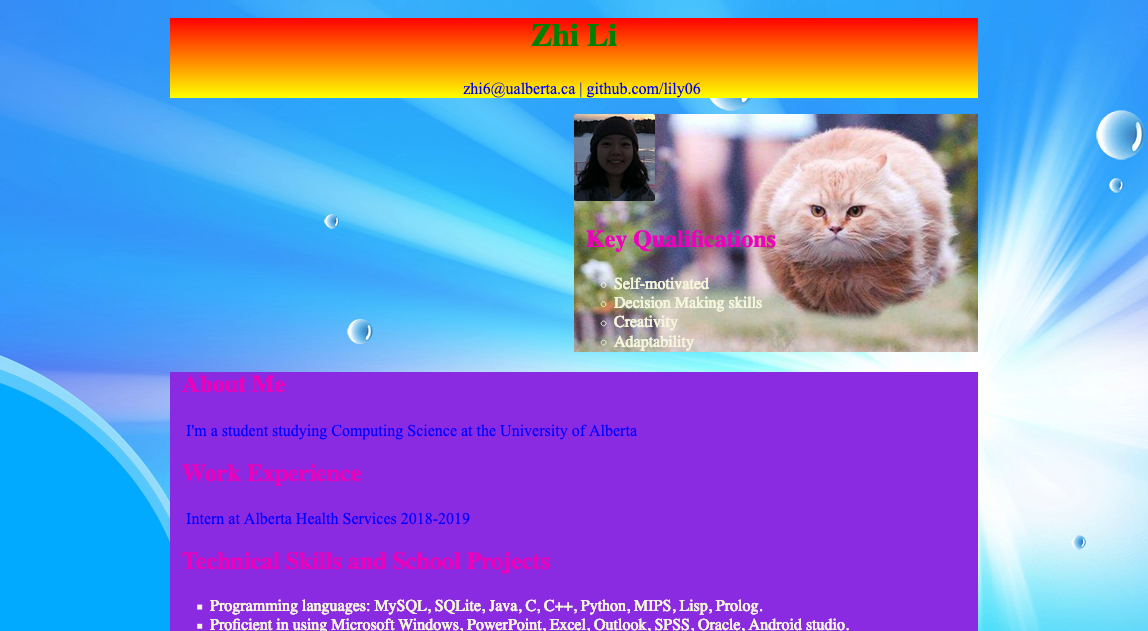 Zhi Li
zhi6@ualberta.ca | github.com/lily06
Key Qualifications
Self-motivated
Decision Making skills
Creativity
Adaptability
About Me
I'm a student studying Computing Science at the University of Alberta
Work Experience
Intern at Alberta Health Services 2018-2019
Technical Skills and School Projects
Programming languages: MySQL, SQLite, Java, C, C++, Python, MIPS, Lisp, Prolog.
Proficient in using Microsoft Windows, PowerPoint, Excel, Outlook, SPSS, Oracle, Android studio.